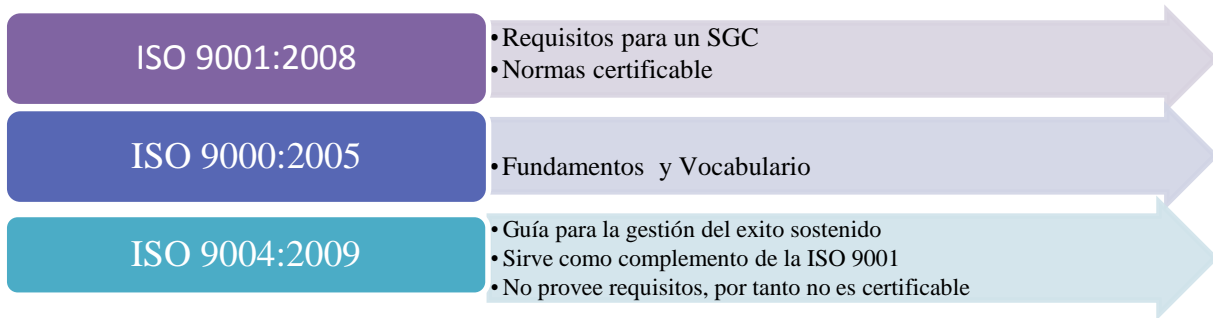 ISO 9001:2008
• Requisitos para un SGC
• Normas certificable
ISO 9000:2005
• Fundamentos y Vocabulario
ISO 9004:2009
• Guía para la gestión del exito sostenido
• Sirve como complemento de la ISO 9001
• No provee requisitos, por tanto no es certificable